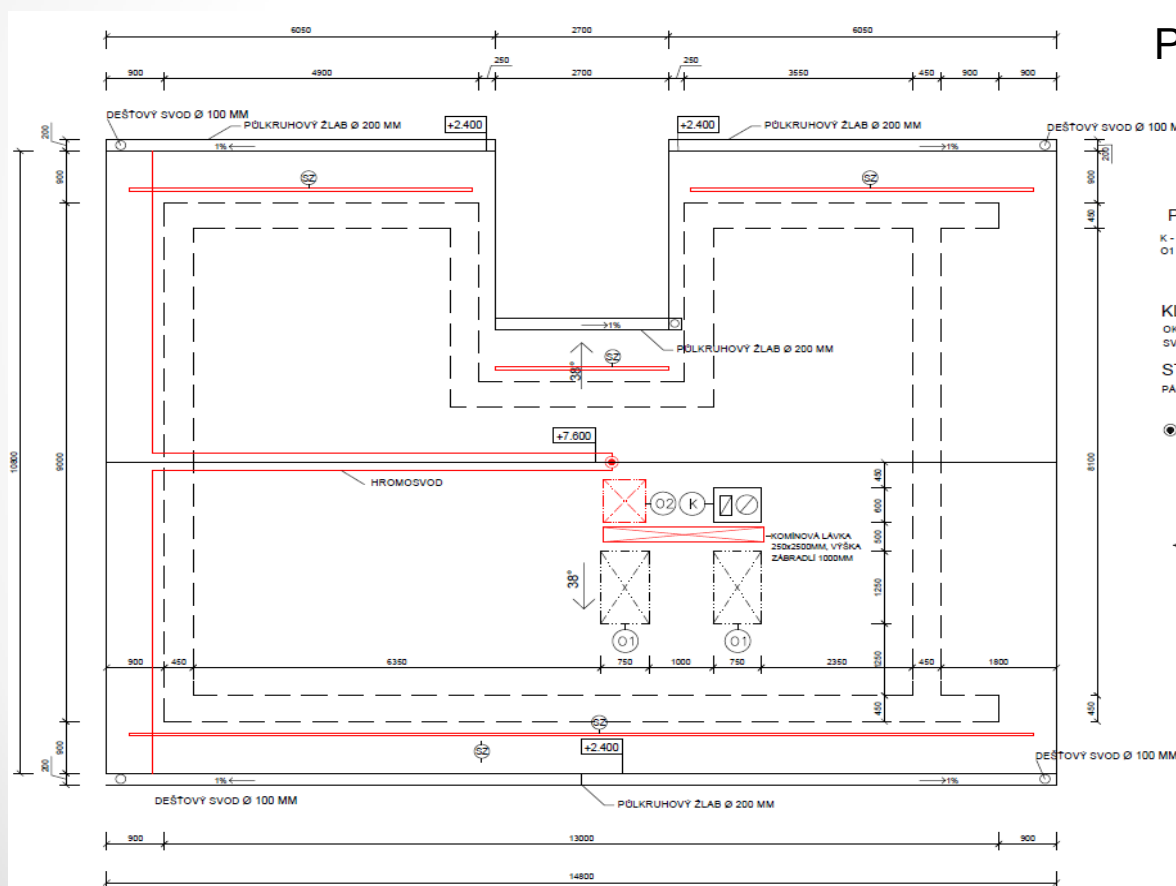 6050 2700 6050
P
250 250
900 4900 2700 3550 450 900 900
DEŠŤOVÝ SVOD Ø 100 MM
PŮLKRUHOVÝ ŽLAB Ø 200 MM
+2.400
+2.400
PŮLKRUHOVÝ ŽLAB Ø 200 MM
DEŠŤOVÝ SVOD Ø 100 M
200
1%
1%
200
900
SZ
SZ
900
450
P
K -
O1
1%
KI
OK
SV
PŮLKRUHOVÝ ŽLAB Ø 200 MM
SZ
38°
ST
PÁ
+7.600
10800
9000
8100
HROMOSVOD
450
O2
K
600
KOMÍNOVÁ LÁVKA
250x2500MM, VÝŠKA
ZÁBRADLÍ 1000MM
500
38°
1250
O1
O1
900 450 6350 750 1000 750 2350 450 1800
1250
450
450
SZ
SZ
+2.400
900
200
DEŠŤOVÝ SVOD Ø 100 MM
1%
1%
DEŠŤOVÝ SVOD Ø 100 MM
PŮLKRUHOVÝ ŽLAB Ø 200 MM
900 13000 900
14800